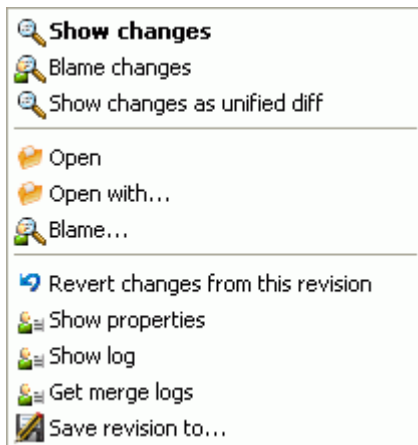 Show changes
Blame changes
Show changes as unified diff
Open
Open with...
Blame...
Revert changes from this revision
Show properties
Show log
Get merge logs
Save revision to...